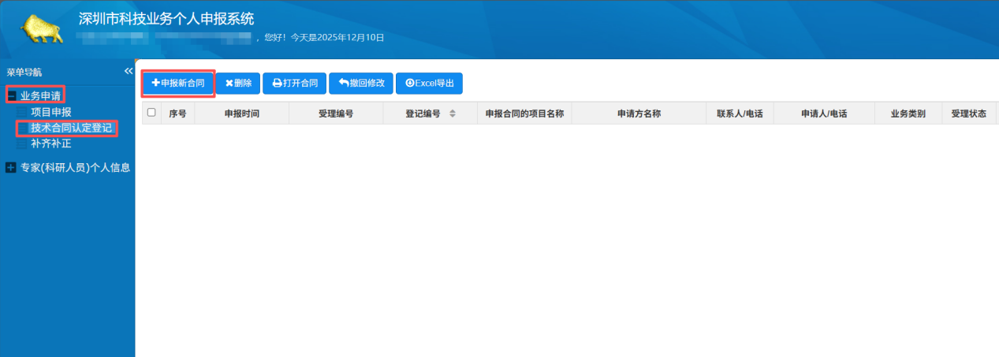 深圳市科技业务个人申报系统
，您好！今天是2025年12月10日
菜单导航
业务申请
项目申报
技术合同认定登记
补齐补正
专家(科研人员)个人信息
申报新合同 删除 打开合同 撤回修改 Excel导出
序号 申报时间 受理编号 登记编号 申报合同的项目名称 申请方名称 联系人/电话 申请人/电话 业务类别 受理状态